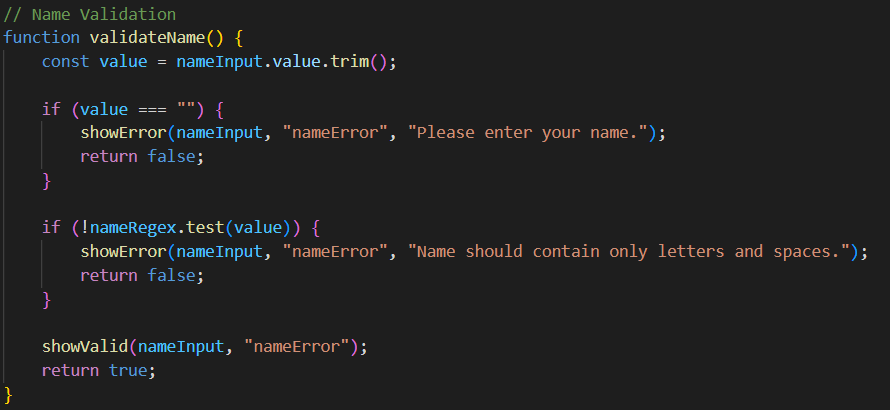 // Name Validation
function validateName() {
    const value = nameInput.value.trim();

    if (value === "") {
        showError(nameInput, "nameError", "Please enter your name.");
        return false;
    }

    if (!nameRegex.test(value)) {
        showError(nameInput, "nameError", "Name should contain only letters and spaces.");
        return false;
    }

    showValid(nameInput, "nameError");
    return true;
}